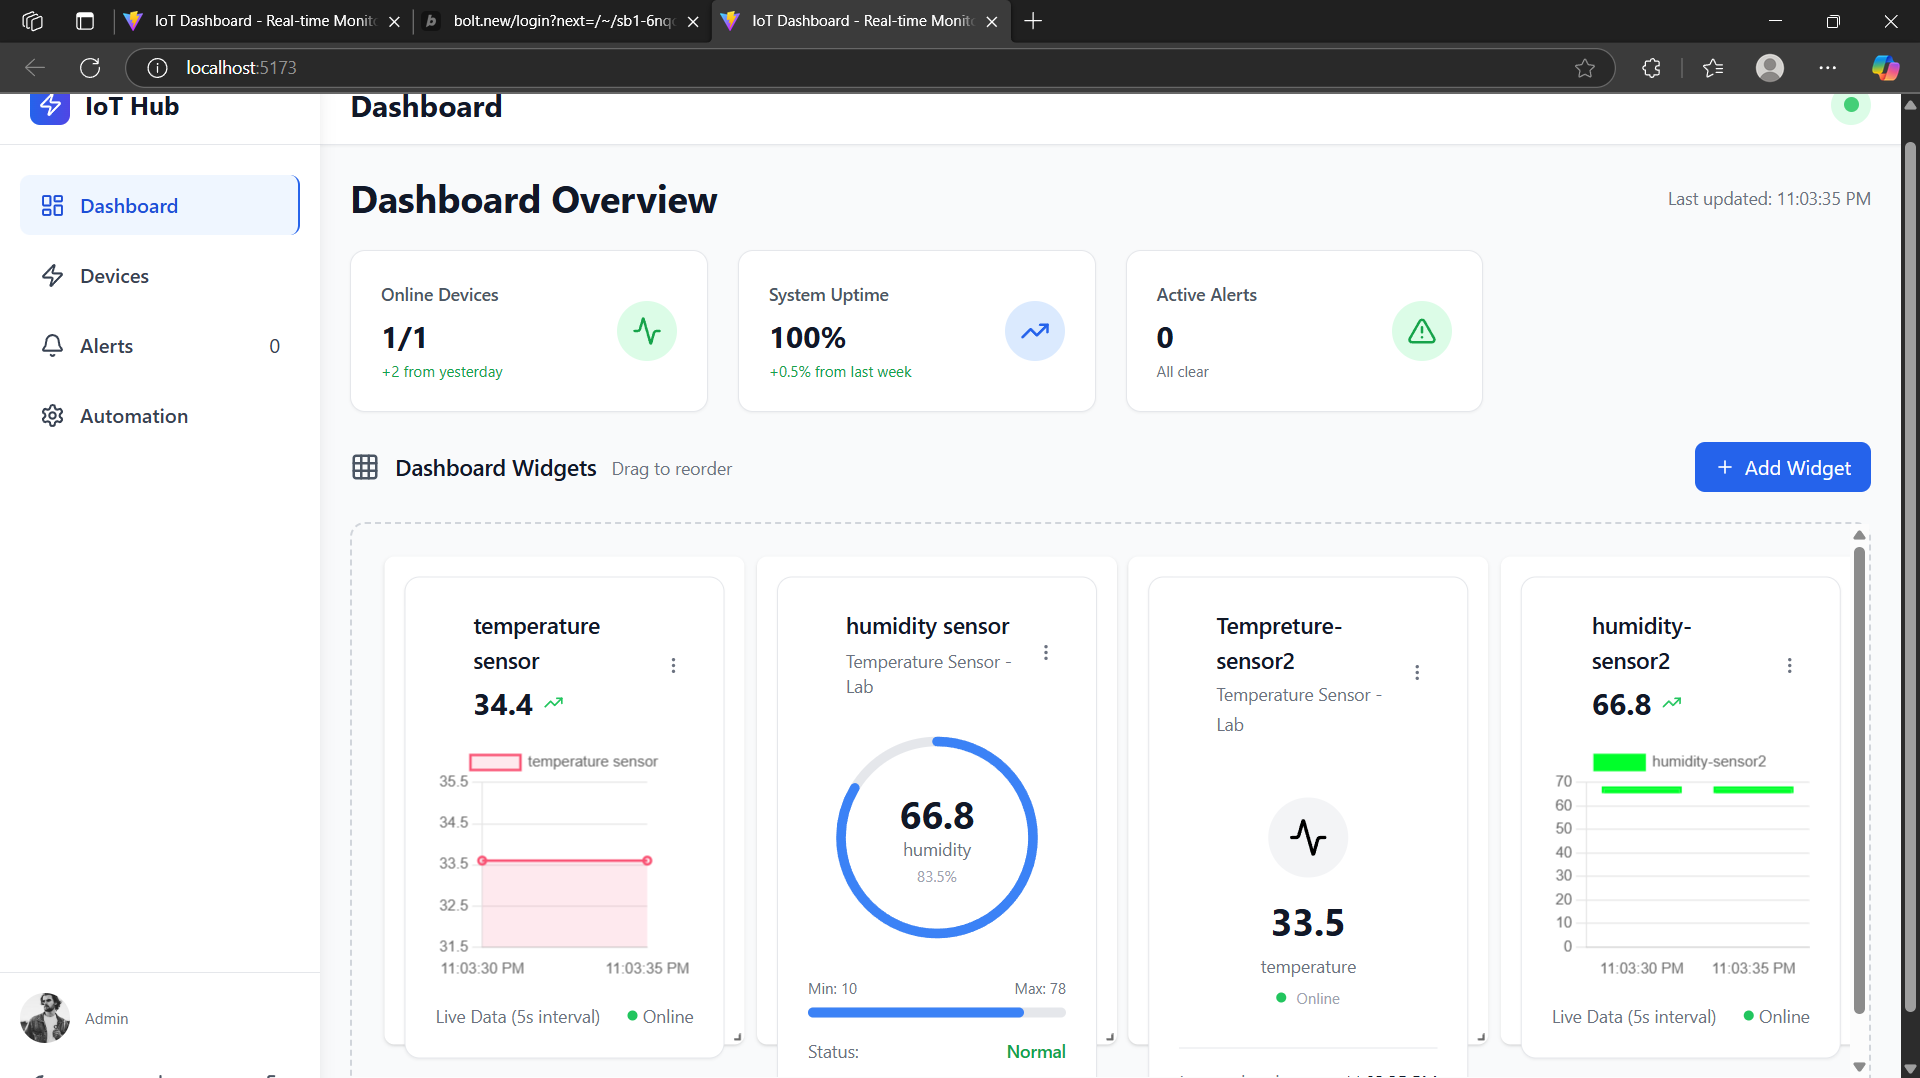 IoT Dashboard - Real-time Monito
bolt.new/login?next=/~/sb1-6nq
IoT Dashboard - Real-time Monito
localhost:5173
IoT Hub
Dashboard
Dashboard
Devices
Alerts 0
Automation
Admin
Dashboard Overview
Last updated: 11:03:35 PM
Online Devices
1/1
+2 from yesterday
System Uptime
100%
+0.5% from last week
Active Alerts
0
All clear
Dashboard Widgets Drag to reorder
+ Add Widget
temperature
sensor
34.4
temperature sensor
35.5
34.5
33.5
32.5
31.5
11:03:30 PM 11:03:35 PM
Live Data (5s interval) Online
humidity sensor
Temperature Sensor -
Lab
66.8
humidity
83.5%
Min: 10 Max: 78
Status: Normal
Tempreture-
sensor2
Temperature Sensor -
Lab
33.5
temperature
Online
humidity-
sensor2
66.8
humidity-sensor2
70
60
50
40
30
20
10
0
11:03:30 PM 11:03:35 PM
Live Data (5s interval) Online